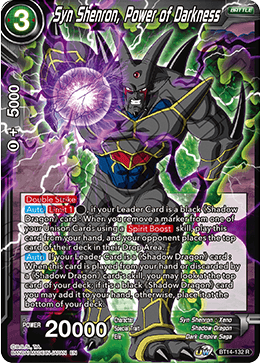 Syn Shenron, Power of Darkness
BATTLE
3
0 + 5000
Double Strike
Auto Limit 1 , if your Leader Card is a black ‹Shadow
Dragon› card : When you remove a marker from one of
your Unison Cards using a Spirit Boost skill, play this
card from your hand, and your opponent places the top
card of their deck in their Drop Area.
Auto If your Leader Card is a ‹Shadow Dragon› card :
When this card is played from your hand or discarded by
a ‹Shadow Dragon› card's skill, you may look at the top
card of your deck; if it is a black ‹Shadow Dragon› card
you may add it to your hand, otherwise, place it at the
bottom of your deck.
POWER 20000
Character Syn Shenron : Xeno
Special Trait Shadow Dragon
Era Dark Empire Saga
BT14-132 R